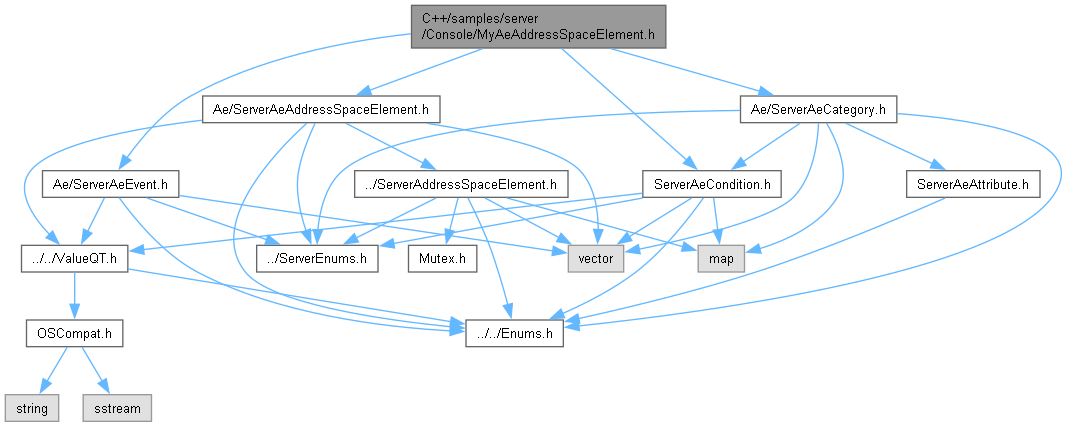 C++/samples/server
/Console/MyAeAddressSpaceElement.h
Ae/ServerAeAddressSpaceElement.h
Ae/ServerAeCategory.h
Ae/ServerAeEvent.h
../ServerAddressSpaceElement.h
ServerAeCondition.h
ServerAeAttribute.h
../../ValueQT.h
../ServerEnums.h
Mutex.h
vector
map
OSCompat.h
../../Enums.h
string
sstream